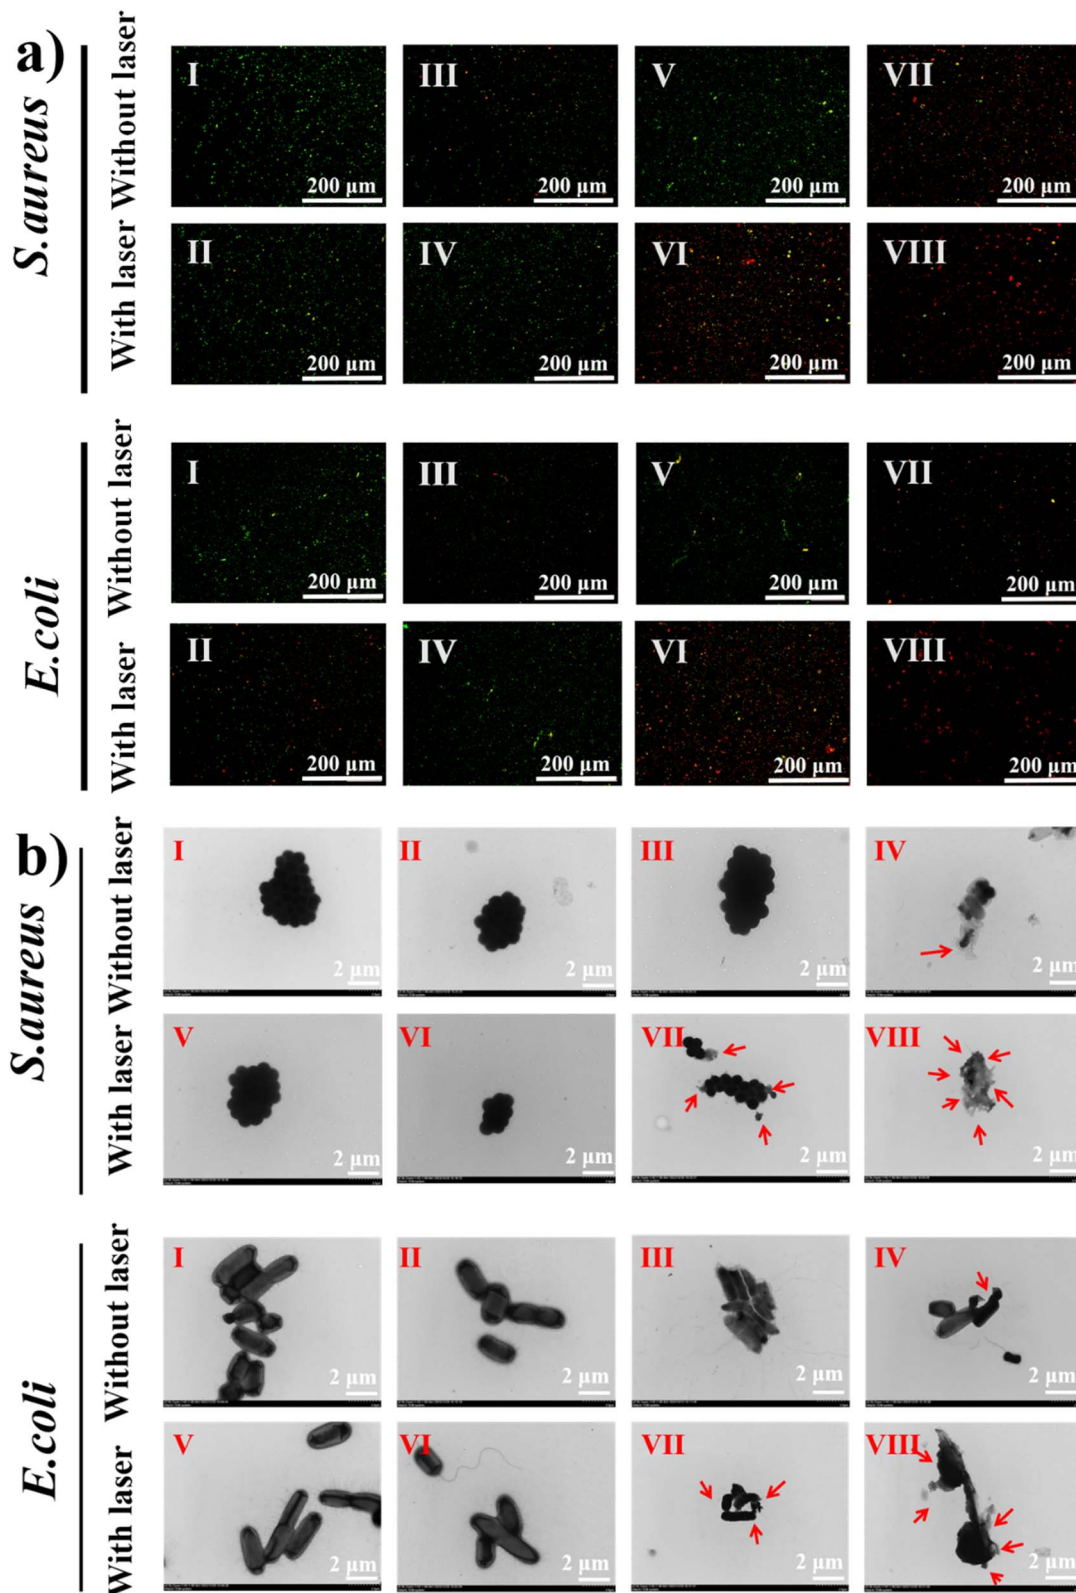 a)
S.aureus
Without laser
I
200 μm
III
200 μm
V
200 μm
VII
200 μm
With laser
II
200 μm
IV
200 μm
VI
200 μm
VIII
200 μm
E.coli
Without laser
I
200 μm
III
200 μm
V
200 μm
VII
200 μm
With laser
II
200 μm
IV
200 μm
VI
200 μm
VIII
200 μm
b)
S.aureus
Without laser
I
2 μm
II
2 μm
III
2 μm
IV
2 μm
With laser
V
2 μm
VI
2 μm
VII
2 μm
VIII
2 μm
E.coli
Without laser
I
2 μm
II
2 μm
III
2 μm
IV
2 μm
With laser
V
2 μm
VI
2 μm
VII
2 μm
VIII
2 μm